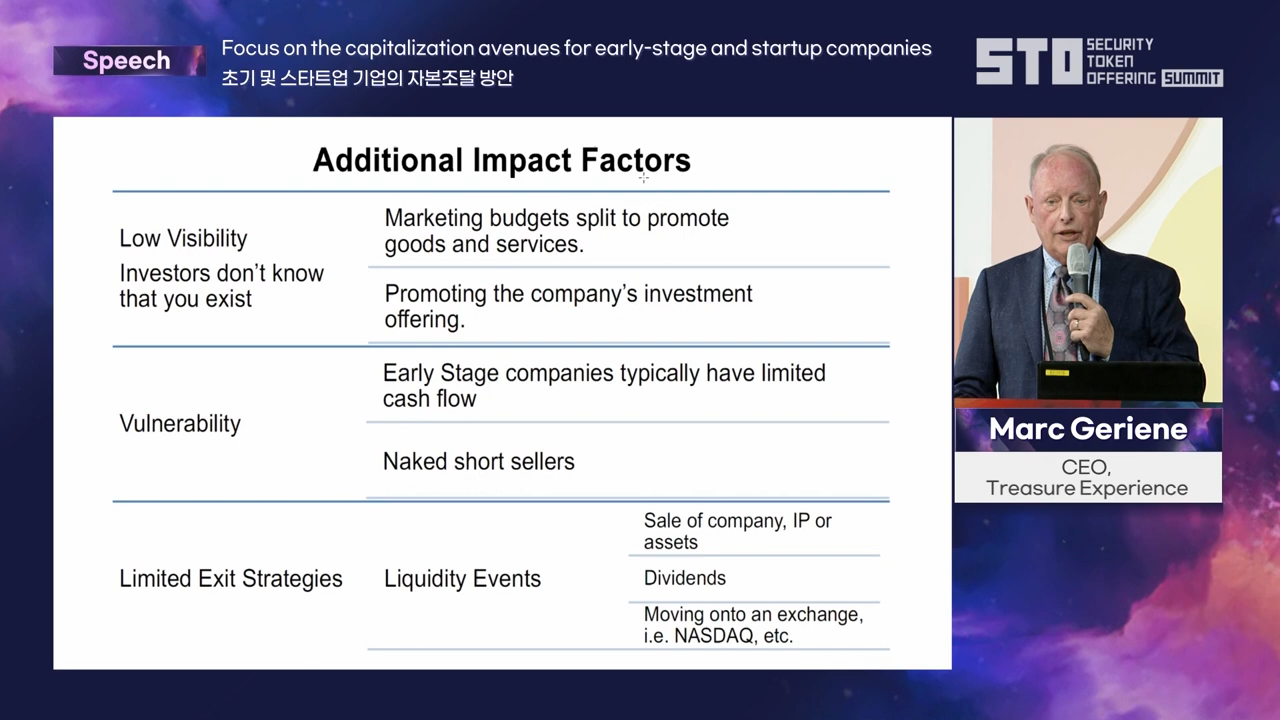 Speech
Focus on the capitalization avenues for early-stage and startup companies
초기 및 스타트업 기업의 자본조달 방안
STO
SECURITY
TOKEN
OFFERING SUMMIT
Additional Impact Factors
Low Visibility
Investors don’t know
that you exist
Marketing budgets split to promote
goods and services.
Promoting the company’s investment
offering.
Vulnerability
Early Stage companies typically have limited
cash flow
Naked short sellers
Limited Exit Strategies
Liquidity Events
Sale of company, IP or
assets
Dividends
Moving onto an exchange,
i.e. NASDAQ, etc.
Marc Geriene
CEO,
Treasure Experience